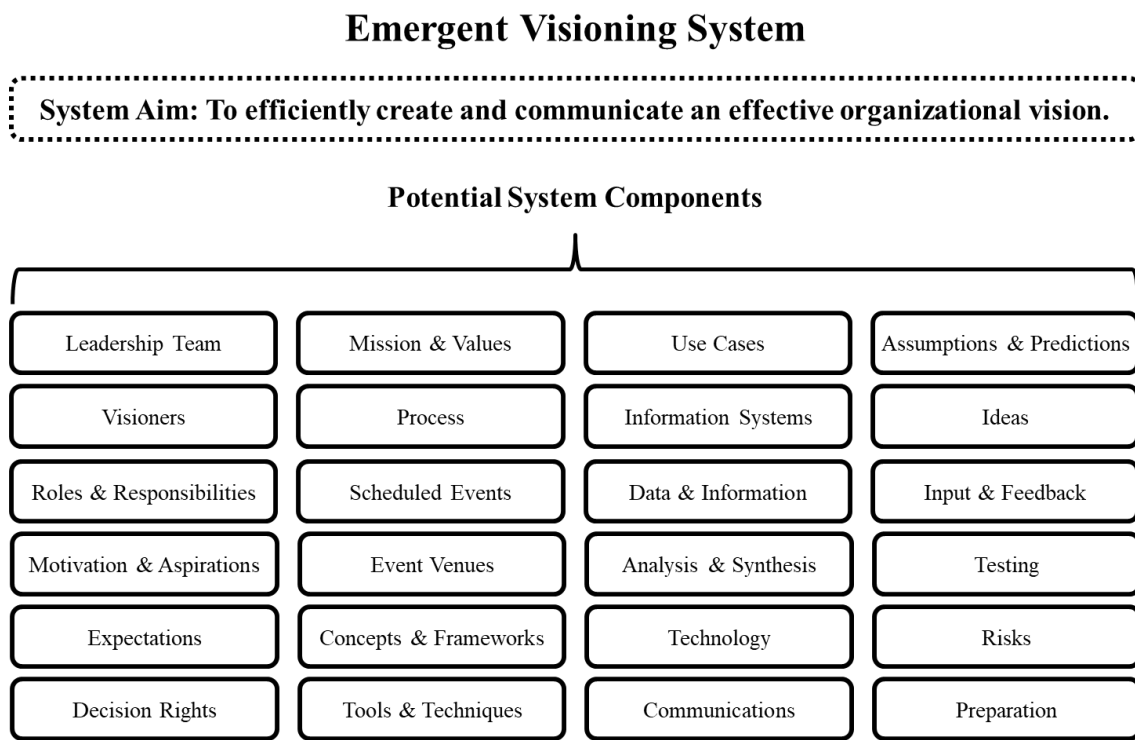 Emergent Visioning System
System Aim: To efficiently create and communicate an effective organizational vision.
Potential System Components
Leadership Team
Mission & Values
Use Cases
Assumptions & Predictions
Visioners
Process
Information Systems
Ideas
Roles & Responsibilities
Scheduled Events
Data & Information
Input & Feedback
Motivation & Aspirations
Event Venues
Analysis & Synthesis
Testing
Expectations
Concepts & Frameworks
Technology
Risks
Decision Rights
Tools & Techniques
Communications
Preparation